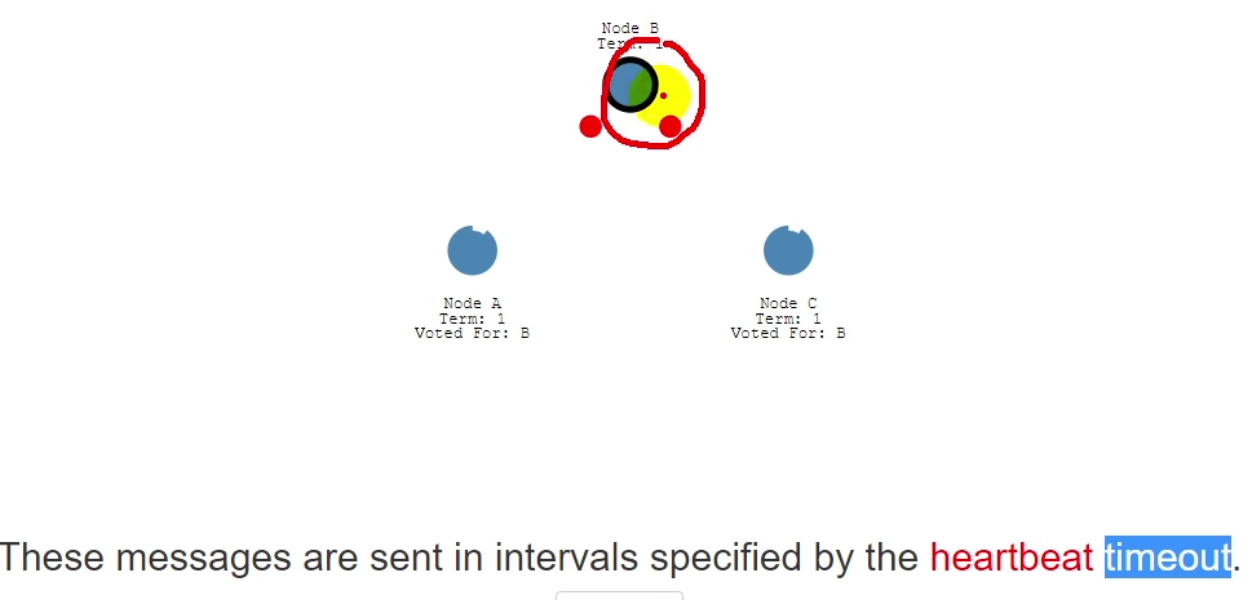 Node B
Term: 1
Node A
Term: 1
Voted For: B
Node C
Term: 1
Voted For: B
These messages are sent in intervals specified by the heartbeat timeout.